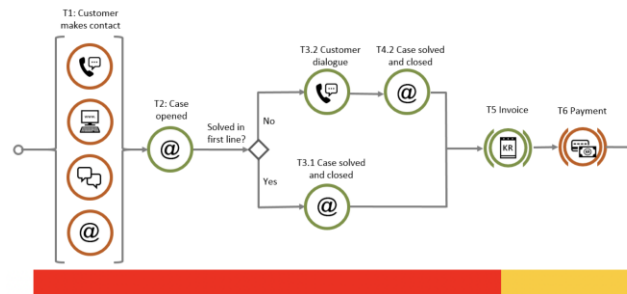 T1: Customer
makes contact
www
@
T2: Case
opened
@
Solved in
first line?
No
Yes
T3.2 Customer
dialogue
T4.2 Case solved
and closed
@
T3.1 Case solved
and closed
@
T5 Invoice
KR
T6 Payment